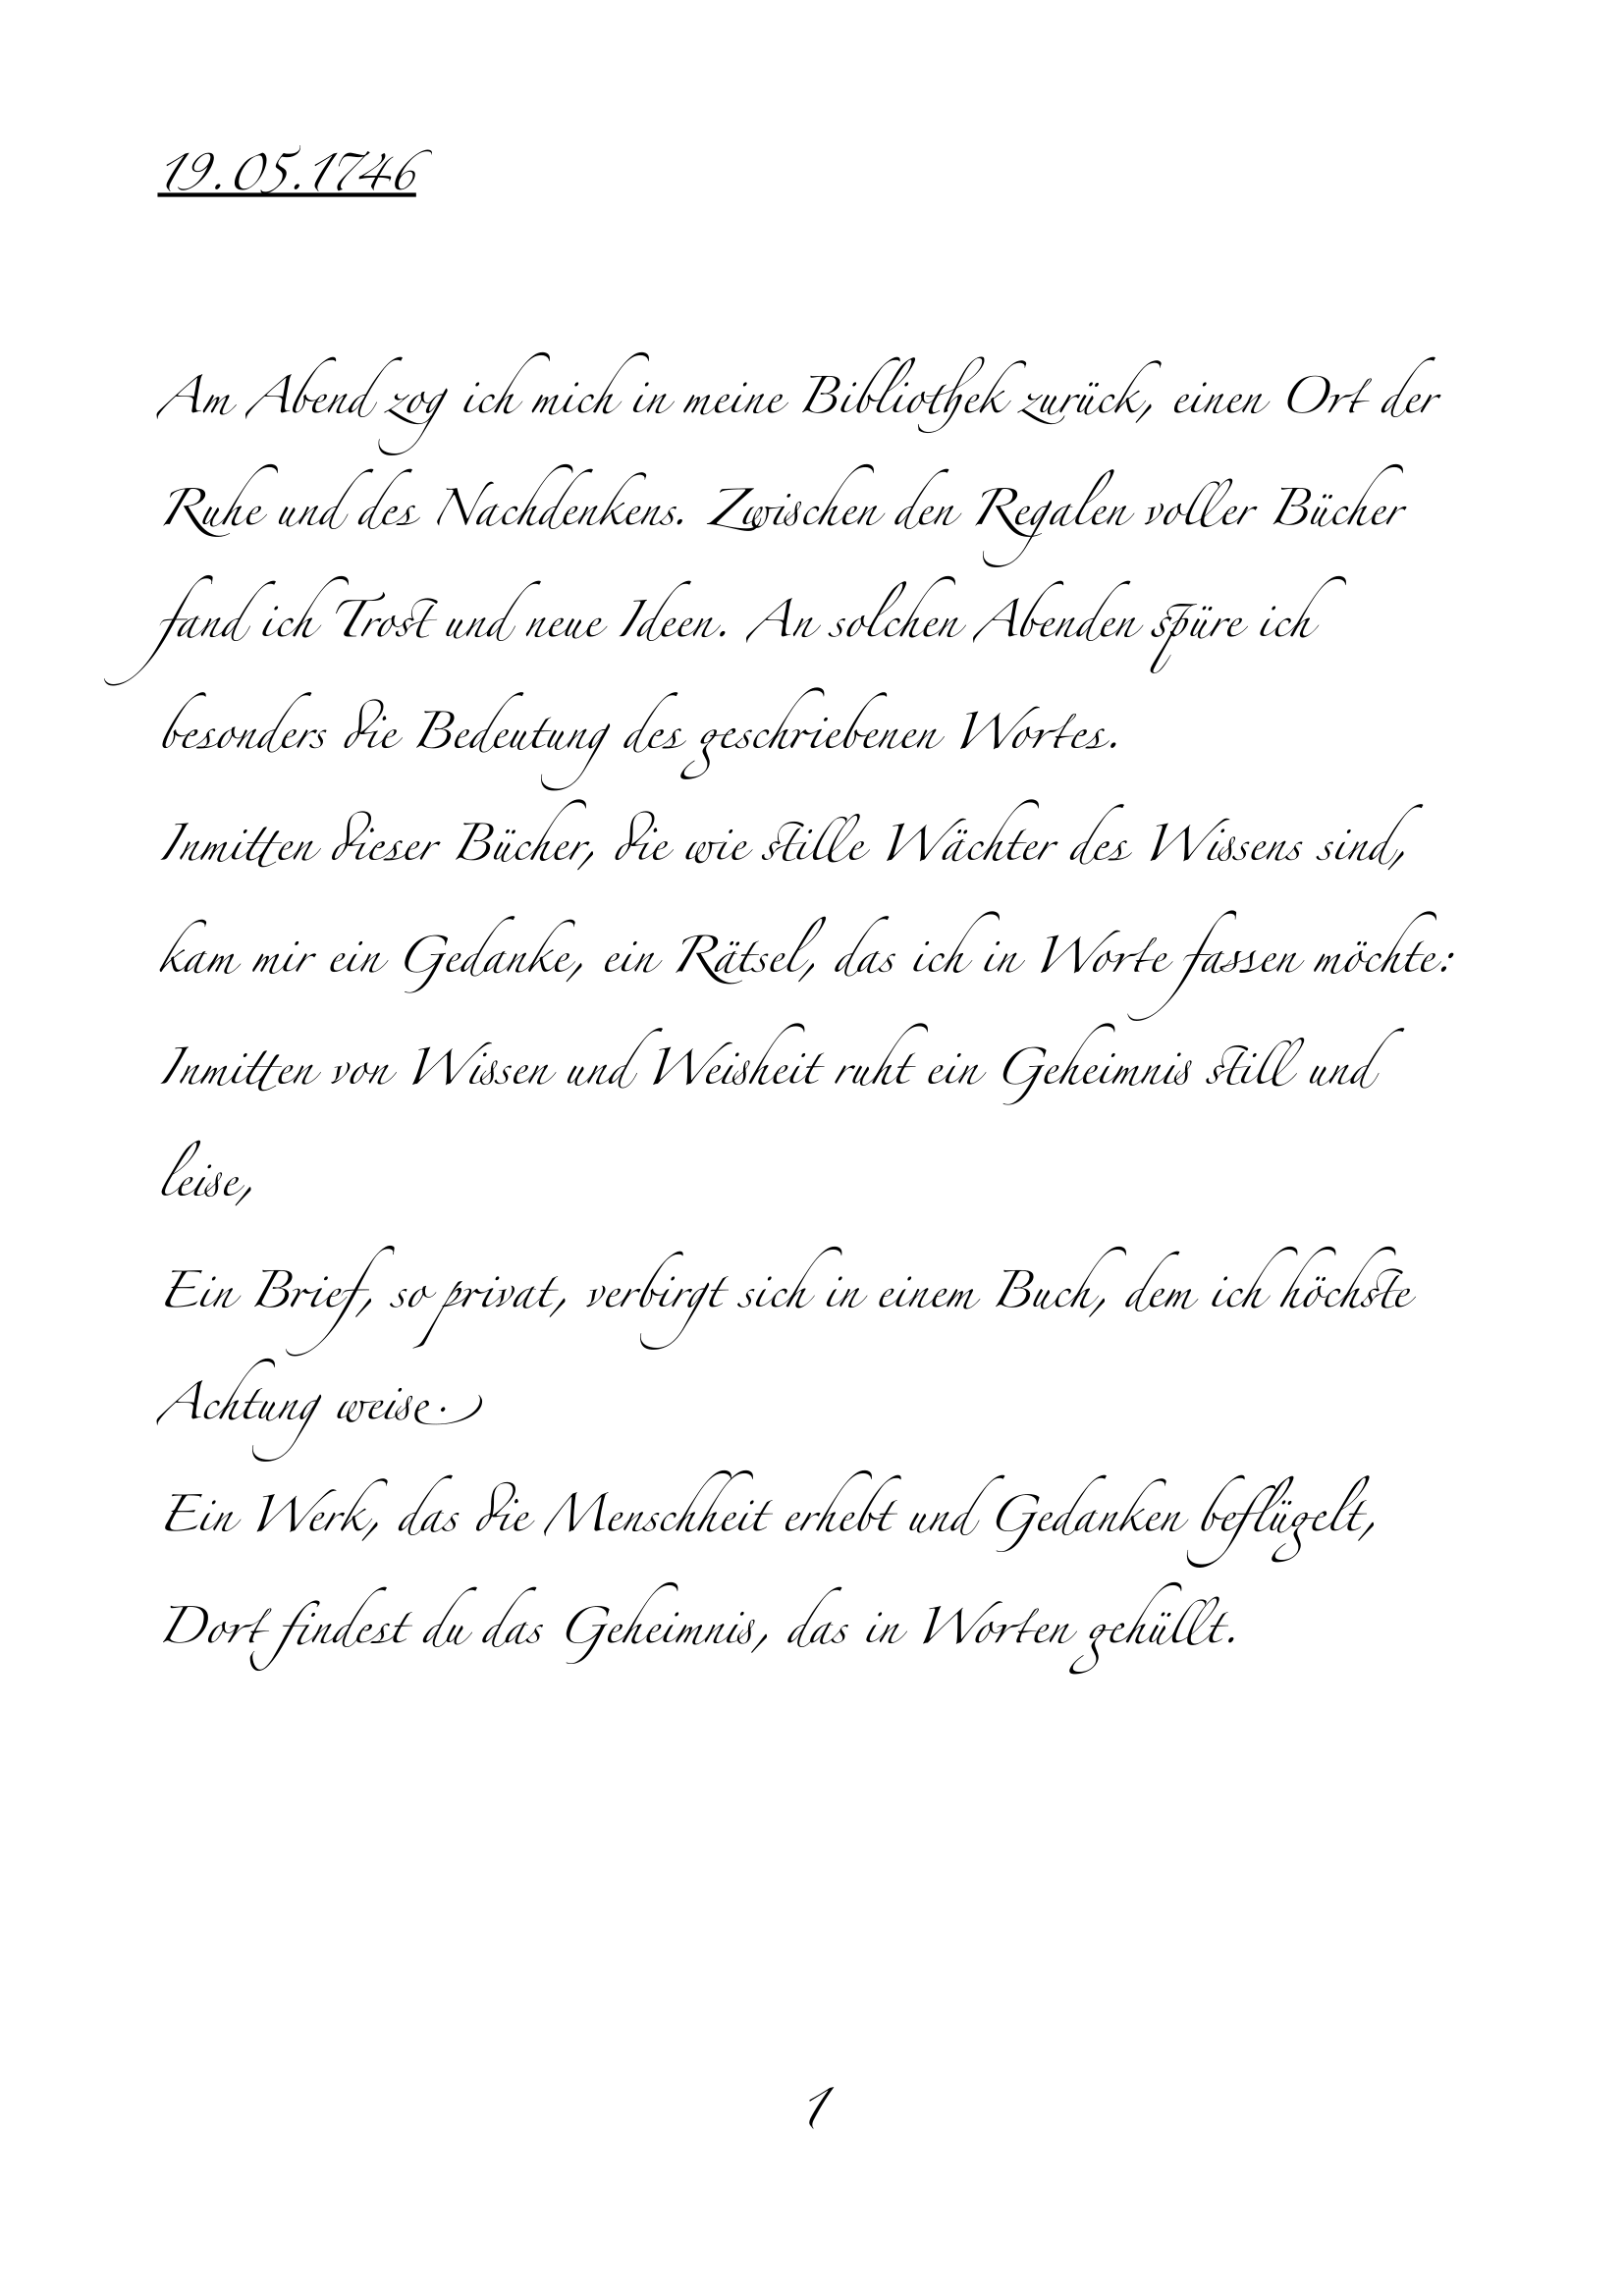 19.05.1746
Am Abend zog ich mich in meine Bibliothek zurück, einen Ort der
Ruhe und des Nachdenkens. Zwischen den Regalen voller Bücher
fand ich Trost und neue Ideen. An solchen Abenden spüre ich
besonders die Bedeutung des geschriebenen Wortes.
Inmitten dieser Bücher, die wie stille Wächter des Wissens sind,
kam mir ein Gedanke, ein Rätsel, das ich in Worte fassen möchte:
Inmitten von Wissen und Weisheit ruht ein Geheimnis still und
leise,
Ein Brief, so privat, verbirgt sich in einem Buch, dem ich höchste
Achtung weise.
Ein Werk, das die Menschheit erhebt und Gedanken beflügelt,
Dort findest du das Geheimnis, das in Worten gehüllt.
1